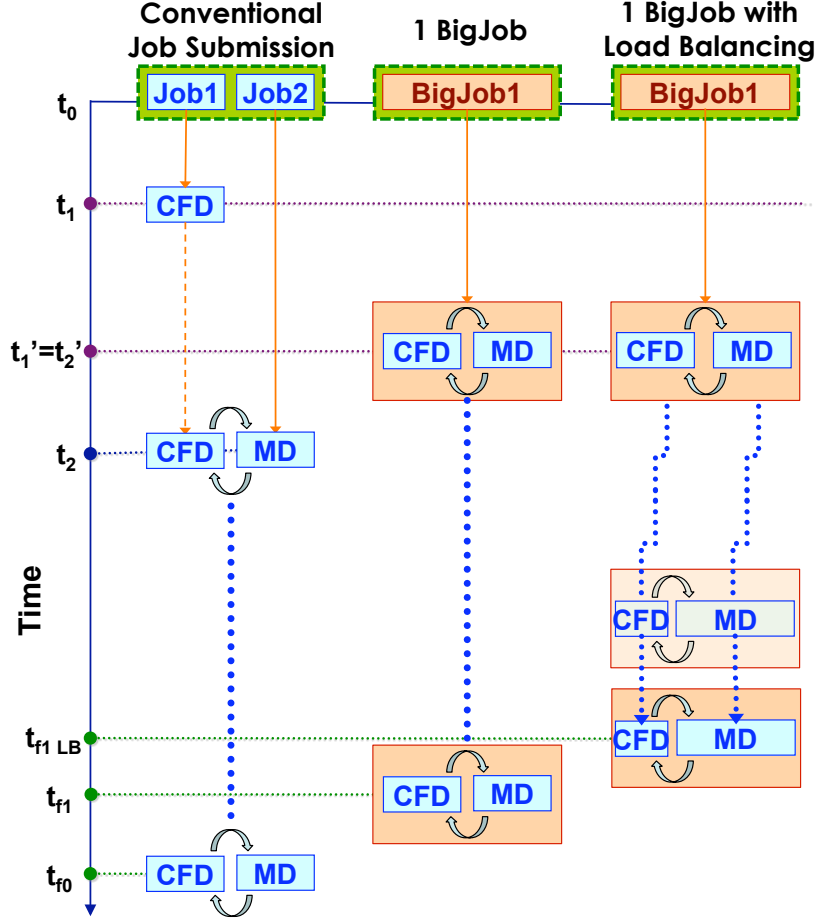 Conventional
Job Submission
1 BigJob
1 BigJob with
Load Balancing
t0
Job1
Job2
BigJob1
BigJob1
t1
CFD
t1’=t2’
CFD
MD
CFD
MD
t2
CFD
MD
Time
CFD
MD
tf1 LB
CFD
MD
tf1
CFD
MD
tf0
CFD
MD